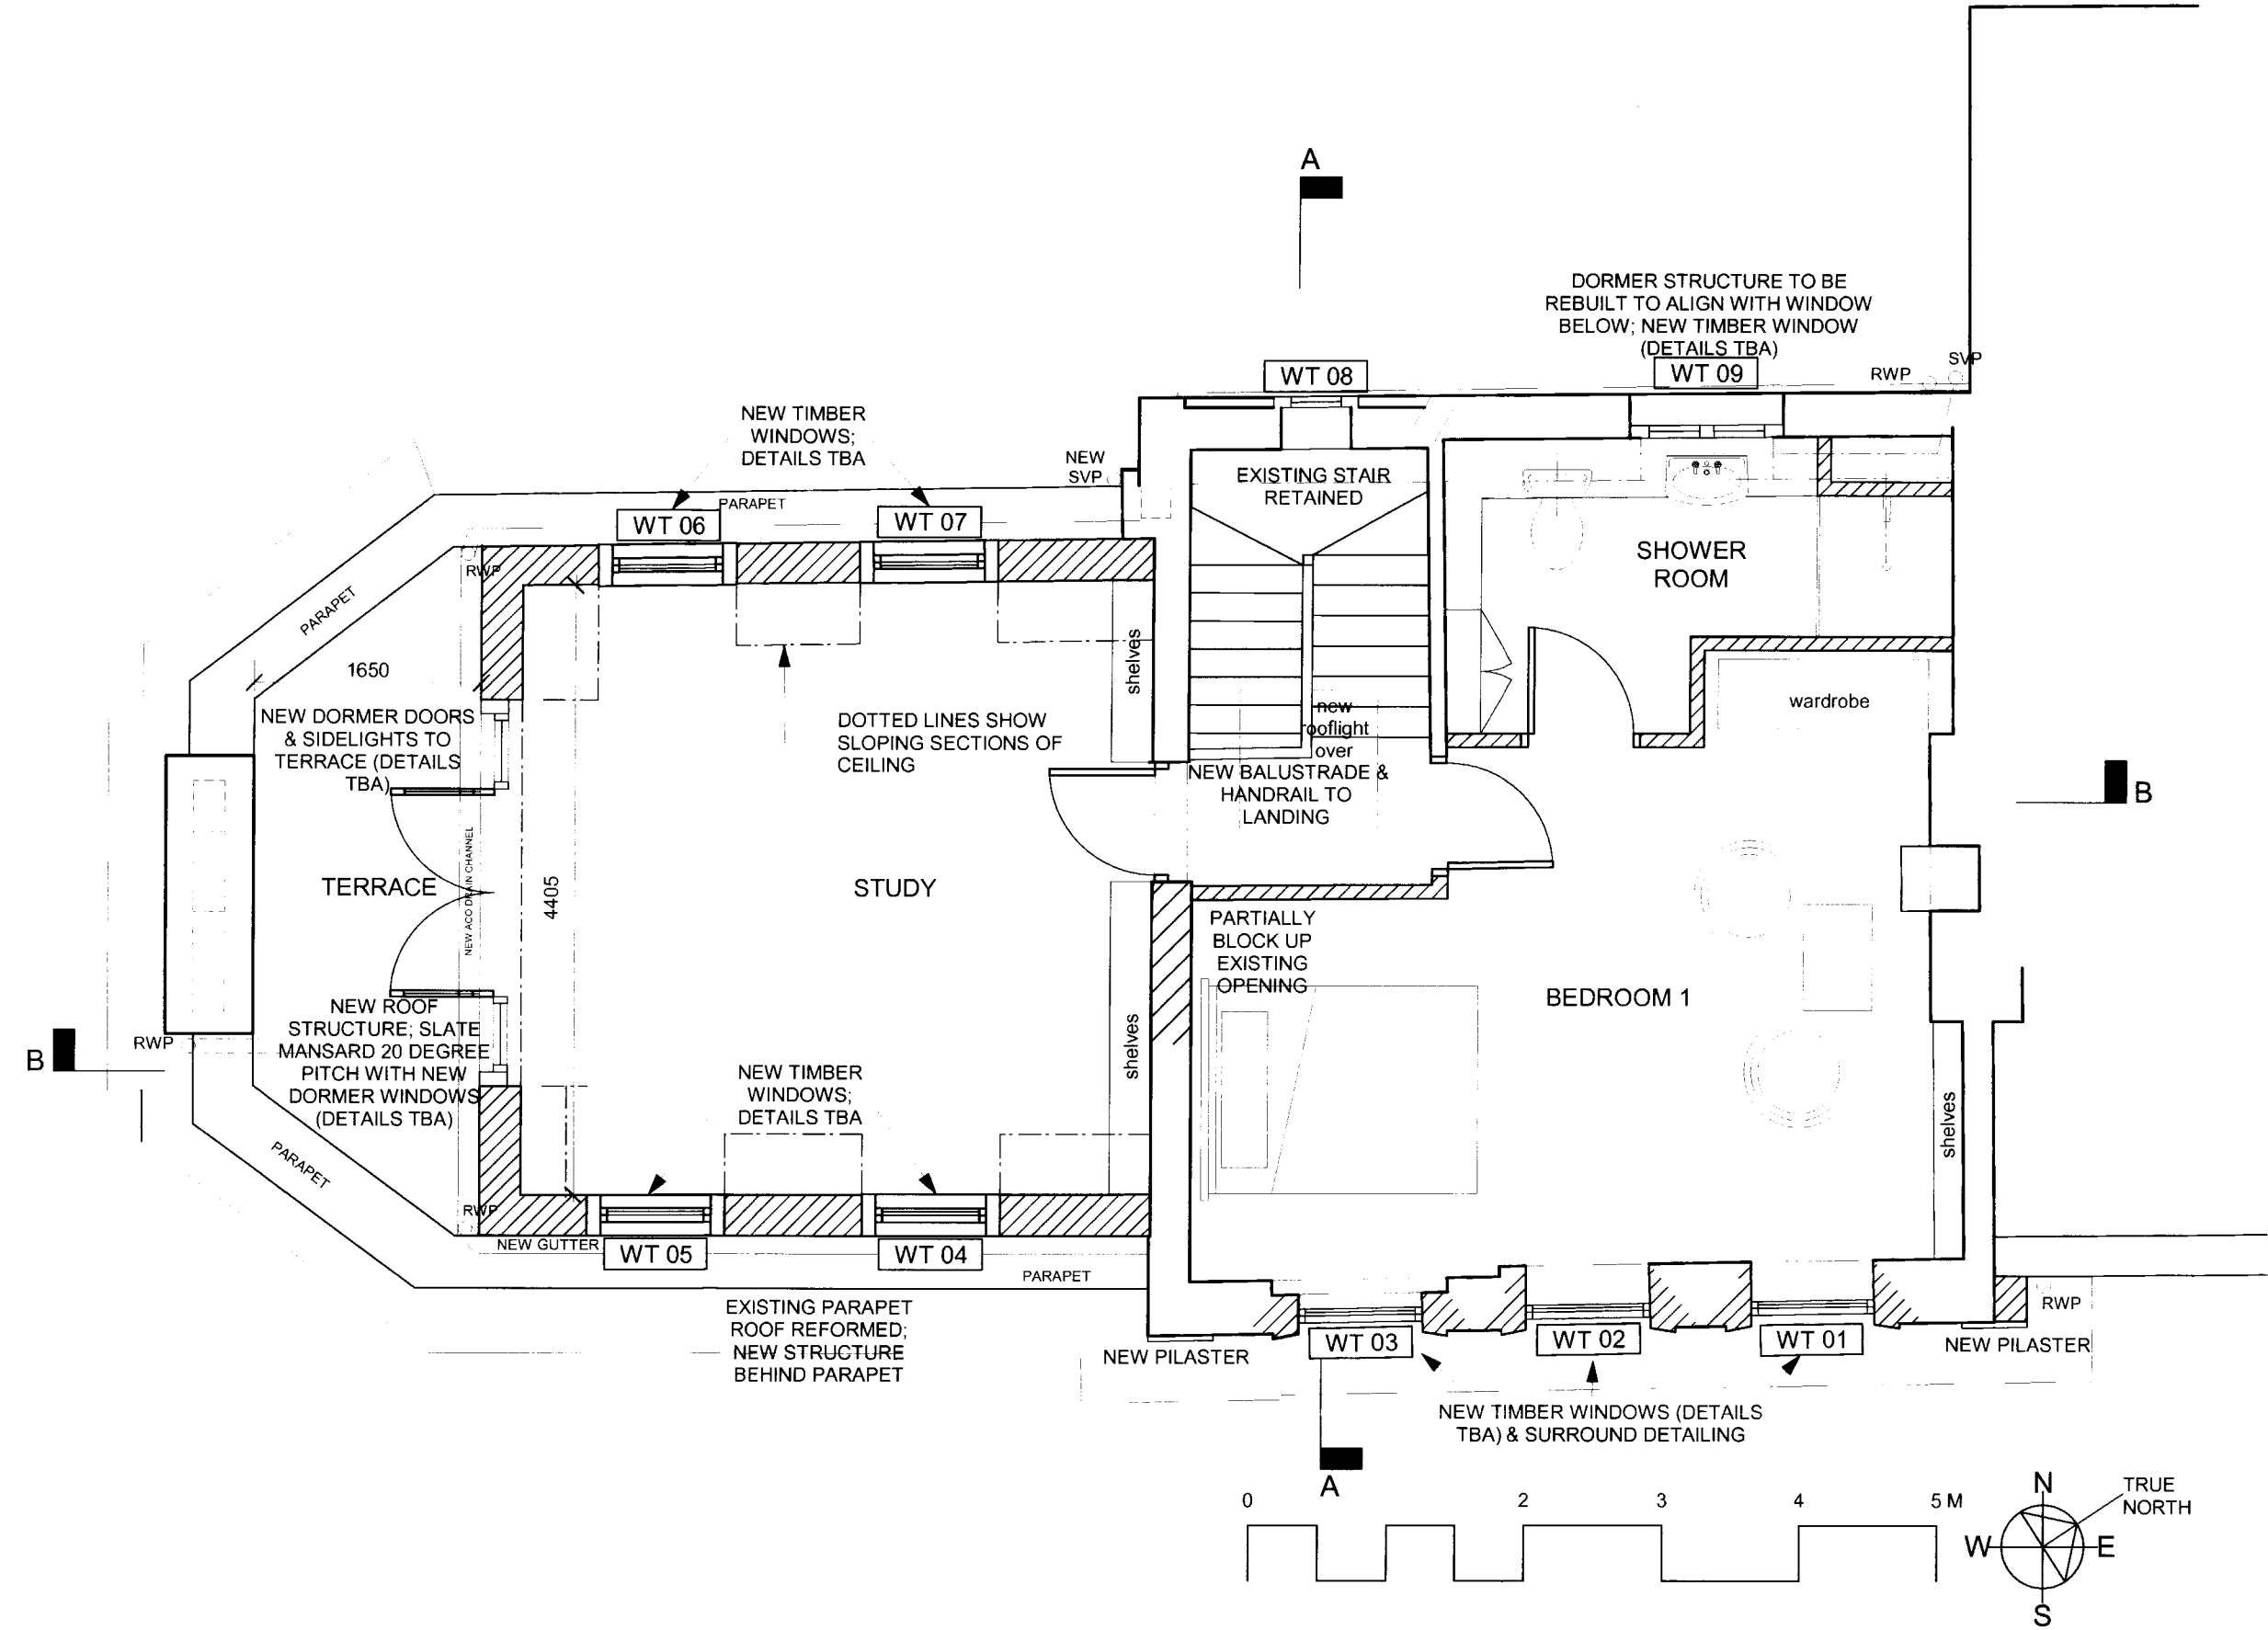 A
DORMER STRUCTURE TO BE
REBUILT TO ALIGN WITH WINDOW
BELOW; NEW TIMBER WINDOW
(DETAILS TBA)
SVP
RWP
WT 08
WT 09
NEW TIMBER
WINDOWS;
DETAILS TBA
NEW
SVP
PARAPET
WT 06
WT 07
EXISTING STAIR
RETAINED
SHOWER
ROOM
RWP
PARAPET
1650
shelves
wardrobe
NEW DORMER DOORS
& SIDELIGHTS TO
TERRACE (DETAILS
TBA)
DOTTED LINES SHOW
SLOPING SECTIONS OF
CEILING
new
rooflight
over
NEW BALUSTRADE &
HANDRAIL TO
LANDING
B
NEW ACO DRAIN CHANNEL
TERRACE
4405
STUDY
PARTIALLY
BLOCK UP
EXISTING
OPENING
BEDROOM 1
NEW ROOF
STRUCTURE; SLATE
MANSARD 20 DEGREE
PITCH WITH NEW
DORMER WINDOWS
(DETAILS TBA)
RWP
B
shelves
NEW TIMBER
WINDOWS;
DETAILS TBA
shelves
PARAPET
RWP
NEW GUTTER
WT 05
WT 04
PARAPET
EXISTING PARAPET
ROOF REFORMED;
NEW STRUCTURE
BEHIND PARAPET
RWP
WT 03
WT 02
WT 01
NEW PILASTER
NEW PILASTER
NEW TIMBER WINDOWS (DETAILS
TBA) & SURROUND DETAILING
A
0
2
3
4
5 M
N
TRUE
NORTH
W
E
S